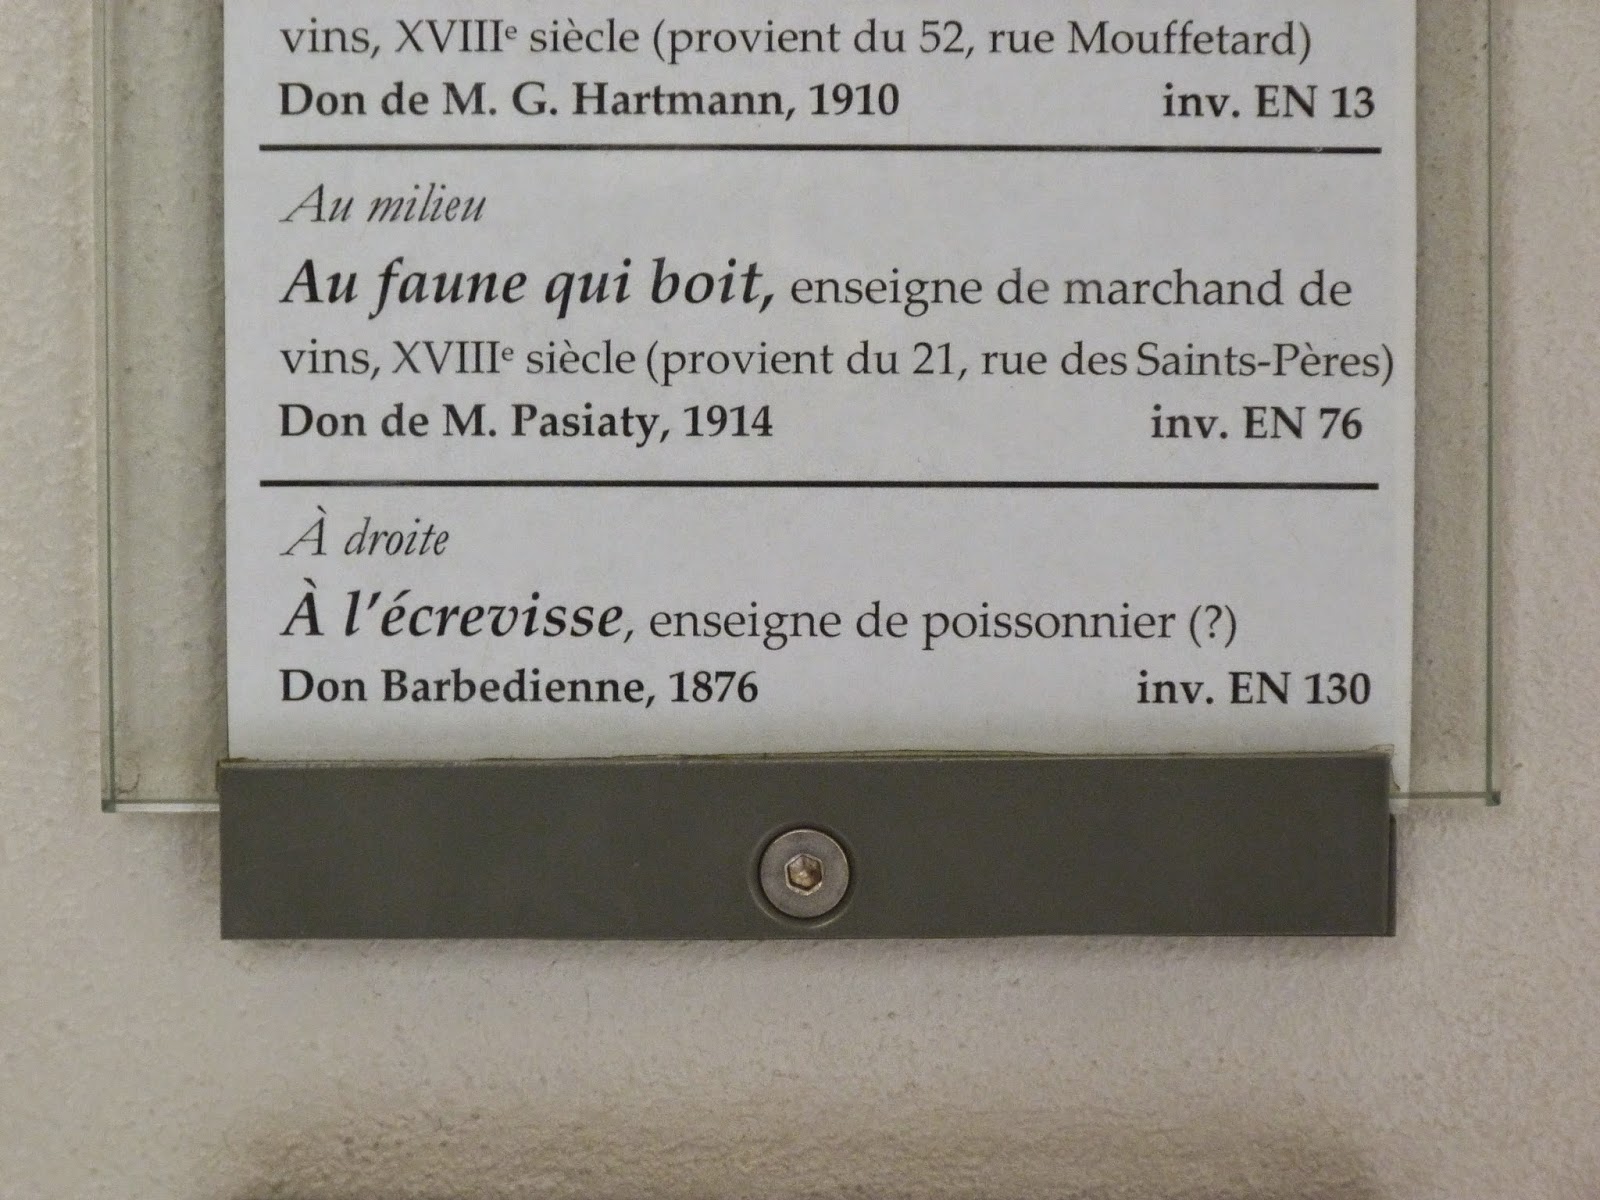 vins, XVIIIe siècle (provient du 52, rue Mouffetard)
Don de M. G. Hartmann, 1910 inv. EN 13
Au milieu
Au faune qui boit, enseigne de marchand de
vins, XVIIIe siècle (provient du 21, rue des Saints-Pères)
Don de M. Pasiaty, 1914 inv. EN 76
À droite
À l'écrevisse, enseigne de poissonnier (?)
Don Barbedienne, 1876 inv. EN 130